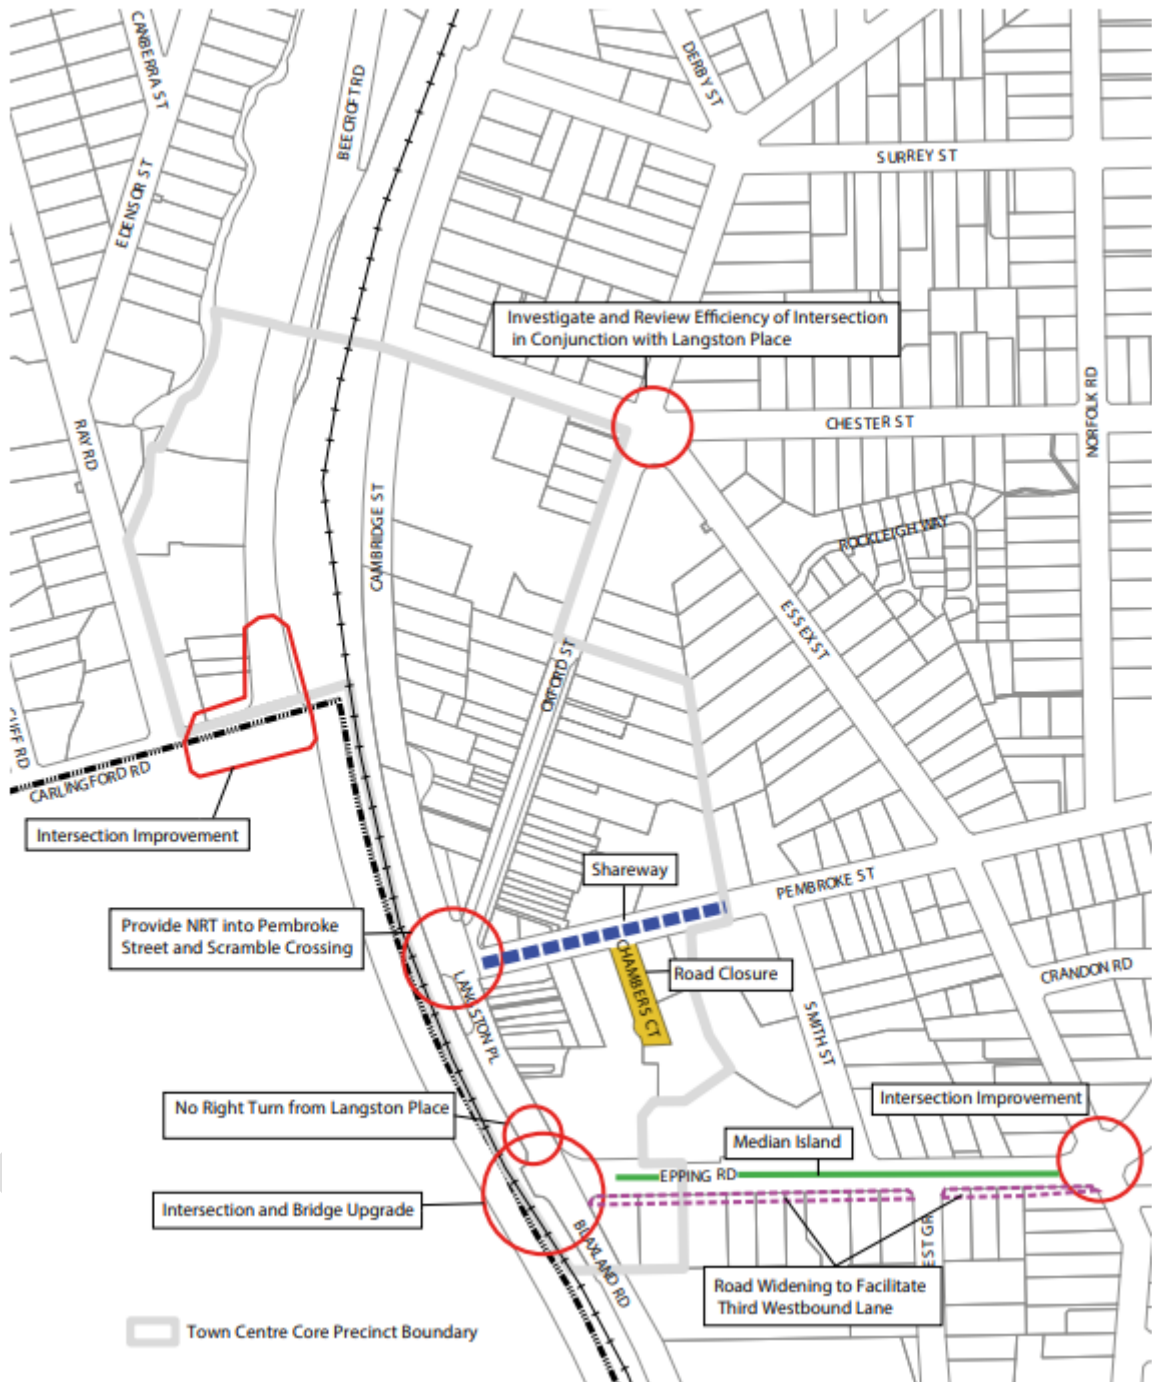 CANBERRA ST
BEECROFT RD
DERBY ST
SURREY ST
EDENSOR ST
Investigate and Review Efficiency of Intersection
in Conjunction with Langston Place
NORFOLK RD
CHESTER ST
RAY RD
CAMBRIDGE ST
ROCKLEIGH WAY
ESSEX ST
OXFORD ST
CARLINGFORD RD
Intersection Improvement
Shareway
PEMBROKE ST
Provide NRT into Pembroke
Street and Scramble Crossing
CHAMBERS CT
Road Closure
CRANDON RD
LANGSTON PL
SMITH ST
No Right Turn from Langston Place
Intersection Improvement
Median Island
EPPING RD
Intersection and Bridge Upgrade
BLAXLAND RD
EST GR
Road Widening to Facilitate
Third Westbound Lane
Town Centre Core Precinct Boundary